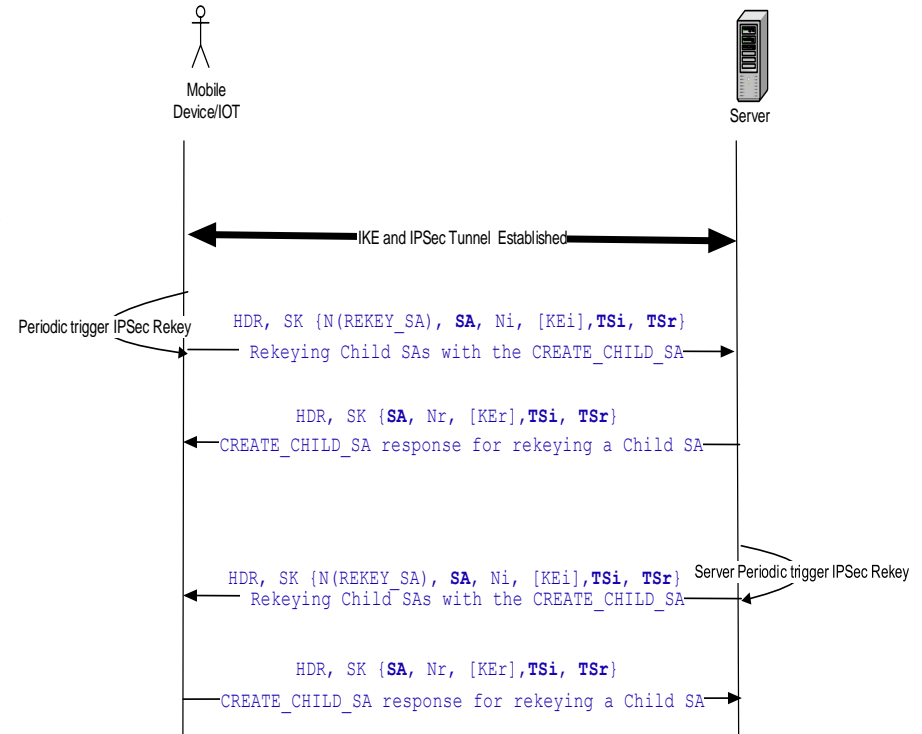 Mobile
Device/IOT
Server
IKE and IPSec Tunnel Established
Periodic trigger IPSec Rekey
HDR, SK {N(REKEY_SA), SA, Ni, [KEi],TSi, TSr}
Rekeying Child SAs with the CREATE_CHILD_SA
HDR, SK {SA, Nr, [KEr],TSi, TSr}
CREATE_CHILD_SA response for rekeying a Child SA
Server Periodic trigger IPSec Rekey
HDR, SK {N(REKEY_SA), SA, Ni, [KEi],TSi, TSr}
Rekeying Child SAs with the CREATE_CHILD_SA
HDR, SK {SA, Nr, [KEr],TSi, TSr}
CREATE_CHILD_SA response for rekeying a Child SA